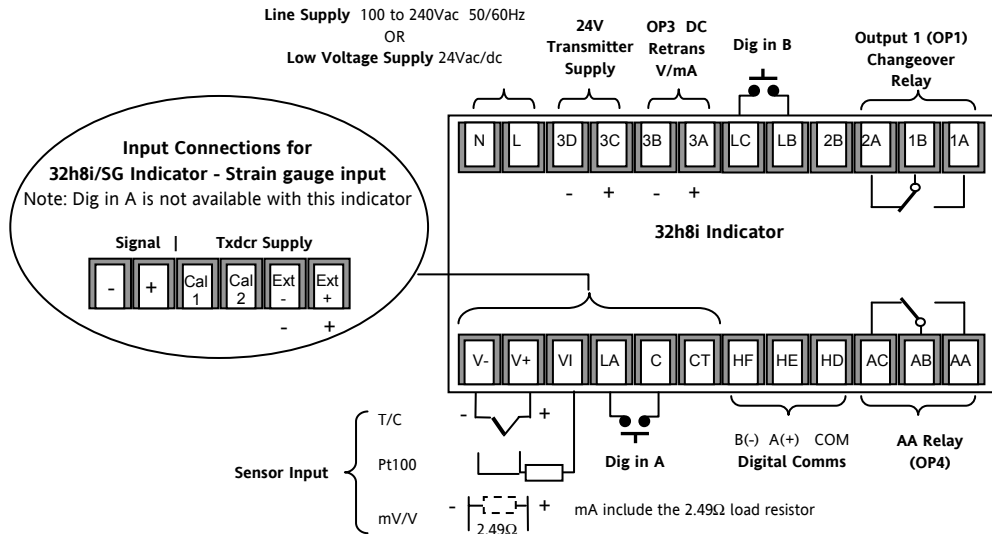 Line Supply 100 to 240Vac 50/60Hz
OR
Low Voltage Supply 24Vac/dc
24V
Transmitter
Supply
OP3 DC
Retrans
V/mA
Dig in B
Output 1 (OP1)
Changeover
Relay
N L 3D 3C 3B 3A LC LB 2B 2A 1B 1A
- + - +
32h8i Indicator
Input Connections for
32h8i/SG Indicator - Strain gauge input
Note: Dig in A is not available with this indicator
Signal | Txdcr Supply
- + Cal 1 Cal 2 Ext - Ext +
- +
V- V+ VI LA C CT HF HE HD AC AB AA
Sensor Input
T/C
- +
Pt100
mV/V
- +
2.49Ω
mA include the 2.49Ω load resistor
Dig in A
B(-) A(+) COM
Digital Comms
AA Relay
(OP4)